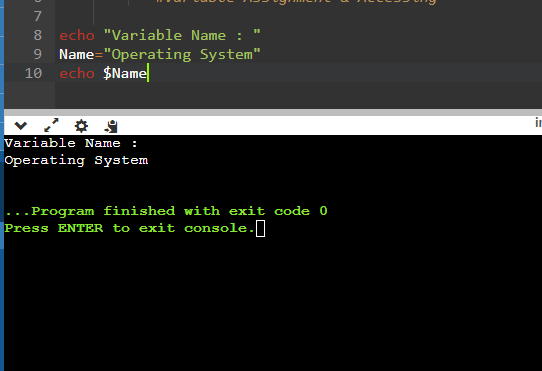 #Variable Assignment & Accessing
7
8 echo "Variable Name : "
9 Name="Operating System"
10 echo $Name
Variable Name :
Operating System
...Program finished with exit code 0
Press ENTER to exit console.